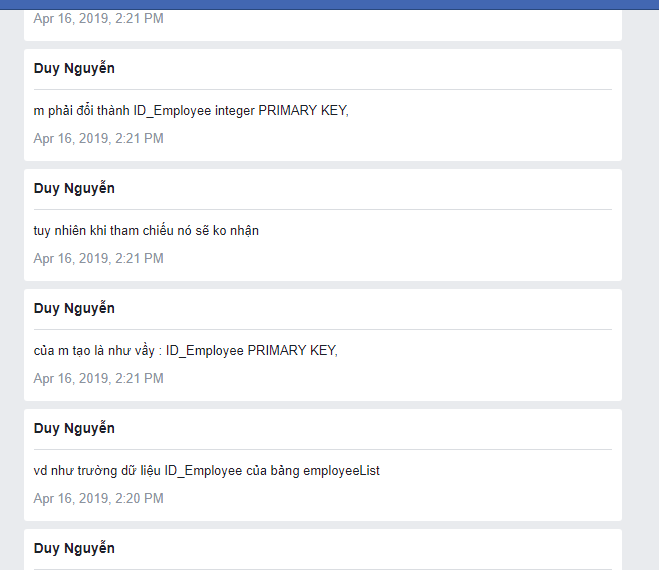 Apr 16, 2019, 2:21 PM
Duy Nguyễn
m phải đổi thành ID_Employee integer PRIMARY KEY,
Apr 16, 2019, 2:21 PM
Duy Nguyễn
tuy nhiên khi tham chiếu nó sẽ ko nhận
Apr 16, 2019, 2:21 PM
Duy Nguyễn
của m tạo là như vầy : ID_Employee PRIMARY KEY,
Apr 16, 2019, 2:21 PM
Duy Nguyễn
vd như trường dữ liệu ID_Employee của bảng employeeList
Apr 16, 2019, 2:20 PM
Duy Nguyễn